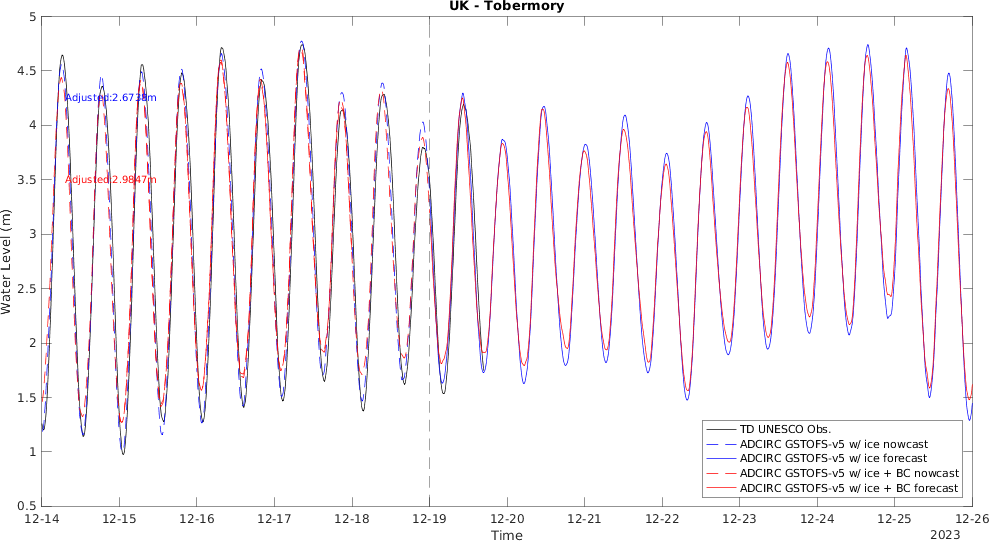 UK - Tobermory
5
4.5
4
3.5
3
2.5
2
1.5
1
0.5
Water Level (m)
Adjusted:2.6738m
Adjusted:2.9847m
TD UNESCO Obs.
ADCIRC GSTOFS-v5 w/ ice nowcast
ADCIRC GSTOFS-v5 w/ ice forecast
ADCIRC GSTOFS-v5 w/ ice + BC nowcast
ADCIRC GSTOFS-v5 w/ ice + BC forecast
12-14 12-15 12-16 12-17 12-18 12-19 12-20 12-21 12-22 12-23 12-24 12-25 12-26
Time
2023